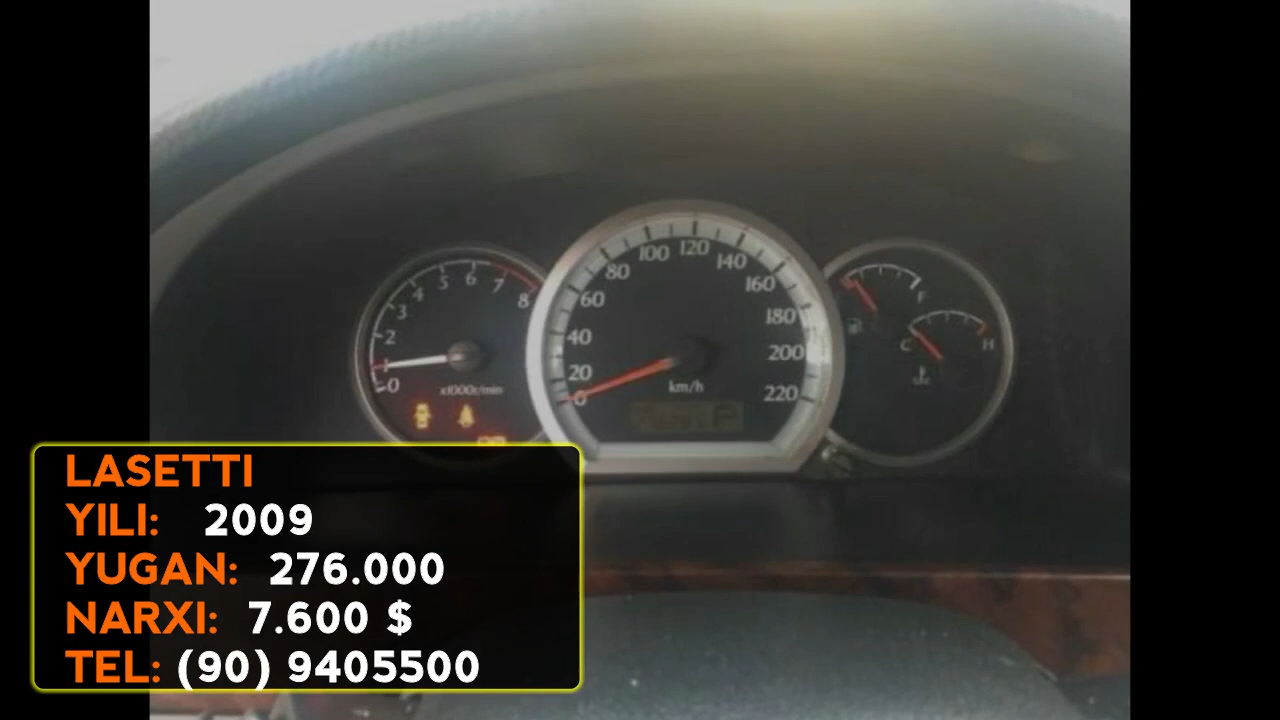 100 120
80 140
60 160
5 6 7
4 8
3 180
2 40
200
20
0 x1000r/min 0 km/h 220
F
C H
LASETTI
YILI: 2009
YUGAN: 276.000
NARXI: 7.600 $
TEL: (90) 9405500